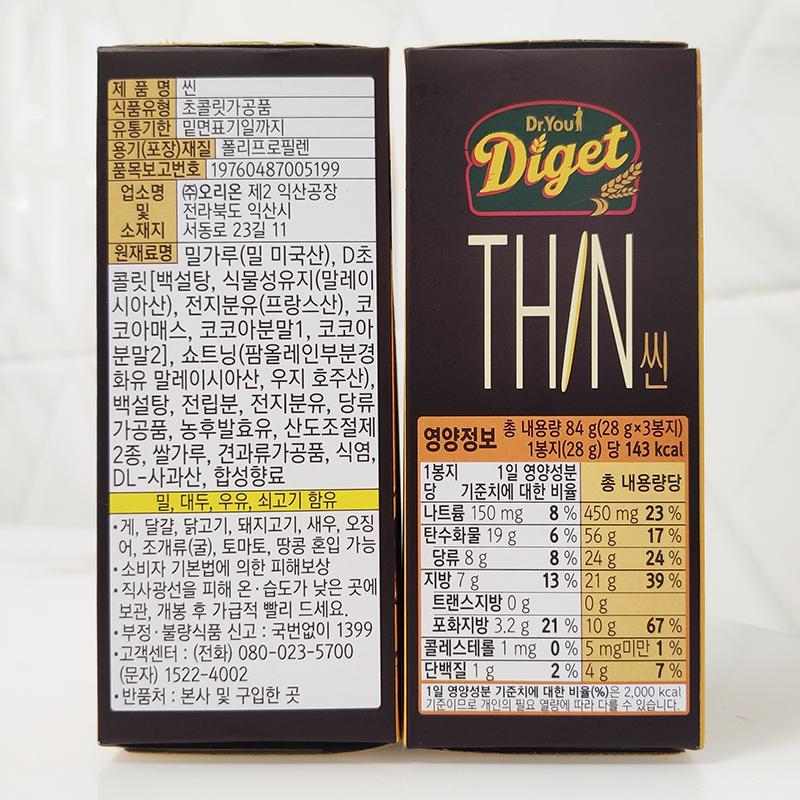 제 품 명 씬
식품유형 초콜릿가공품
유통기한 밑면표기일까지
용기(포장)재질 폴리프로필렌
품목보고번호 19760487005199
업소명 및 소재지 ㈜오리온 제2 익산공장
전라북도 익산시
서동로 23길 11
원재료명 밀가루(밀 미국산), D초
콜릿[백설탕, 식물성유지(말레이
시아산), 전지분유(프랑스산), 코
코아매스, 코코아분말1, 코코아
분말2], 쇼트닝(팜올레인부분경
화유 말레이시아산, 우지 호주산),
백설탕, 전립분, 전지분유, 당류
가공품, 농후발효유, 산도조절제
2종, 쌀가루, 견과류가공품, 식염,
DL-사과산, 합성향료
밀, 대두, 우유, 쇠고기 함유
•게, 달걀, 닭고기, 돼지고기, 새우, 오징
어, 조개류(굴), 토마토, 땅콩 혼입 가능
•소비자 기본법에 의한 피해보상
•직사광선을 피해 온·습도가 낮은 곳에
보관, 개봉 후 가급적 빨리 드세요.
•부정·불량식품 신고 : 국번없이 1399
•고객센터 : (전화) 080-023-5700
(문자) 1522-4002
•반품처 : 본사 및 구입한 곳
Dr.You
Diget
THIN 씬
영양정보 총 내용량 84 g(28 g×3봉지)
1봉지(28 g) 당 143 kcal
1봉지 당 1일 영양성분 기준치에 대한 비율 총 내용량당
나트륨 150 mg 8 % 450 mg 23 %
탄수화물 19 g 6 % 56 g 17 %
당류 8 g 8 % 24 g 24 %
지방 7 g 13 % 21 g 39 %
트랜스지방 0 g 0 g
포화지방 3.2 g 21 % 10 g 67 %
콜레스테롤 1 mg 0 % 5 mg미만 1 %
단백질 1 g 2 % 4 g 7 %
1일 영양성분 기준치에 대한 비율(%)은 2,000 kcal
기준이므로 개인의 필요 열량에 따라 다를 수 있습니다.